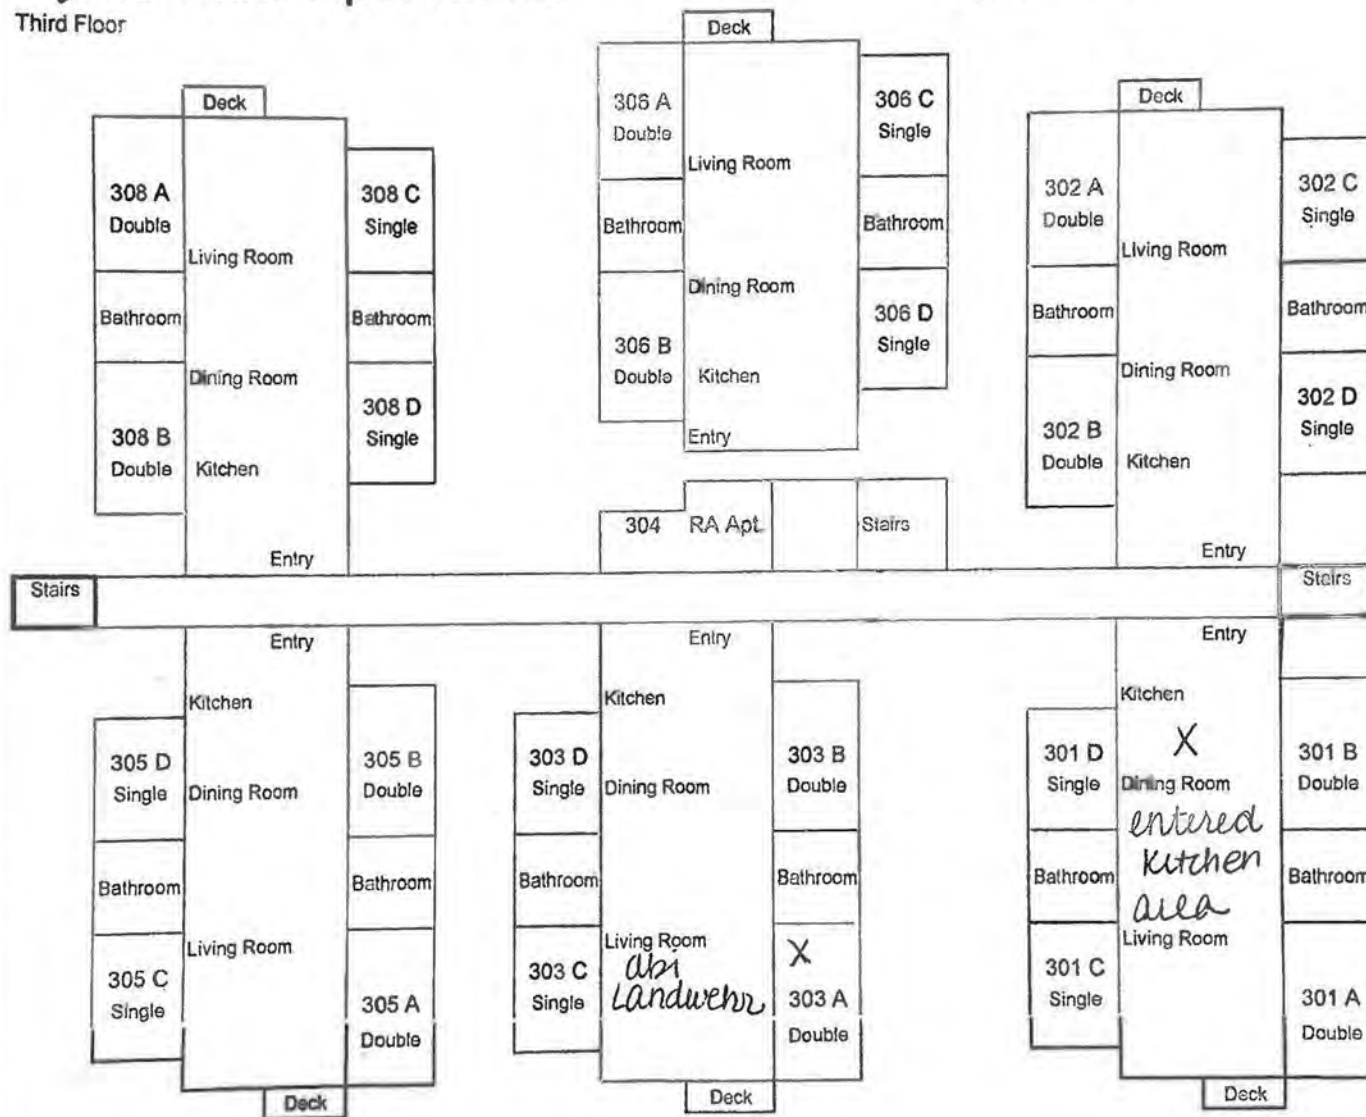 Third Floor
Deck
306 A
Double
306 C
Single
Living Room
Bathroom
Bathroom
Dining Room
306 B
Double
306 D
Single
Kitchen
Entry
Deck
308 A
Double
308 C
Single
Living Room
Bathroom
Bathroom
Dining Room
308 B
Double
308 D
Single
Kitchen
Entry
Deck
302 A
Double
302 C
Single
Living Room
Bathroom
Bathroom
Dining Room
302 B
Double
302 D
Single
Kitchen
Entry
304 RA Apt.
Stairs
Stairs
Stairs
Entry
Kitchen
305 D
Single
305 B
Double
Dining Room
Bathroom
Bathroom
Living Room
305 C
Single
305 A
Double
Deck
Entry
Kitchen
303 D
Single
303 B
Double
Dining Room
Bathroom
Bathroom
Living Room
abi
Landwehr
X
303 C
Single
303 A
Double
Deck
Entry
Kitchen
X
301 D
Single
301 B
Double
Dining Room
entered
kitchen
area
Bathroom
Bathroom
Living Room
301 C
Single
301 A
Double
Deck